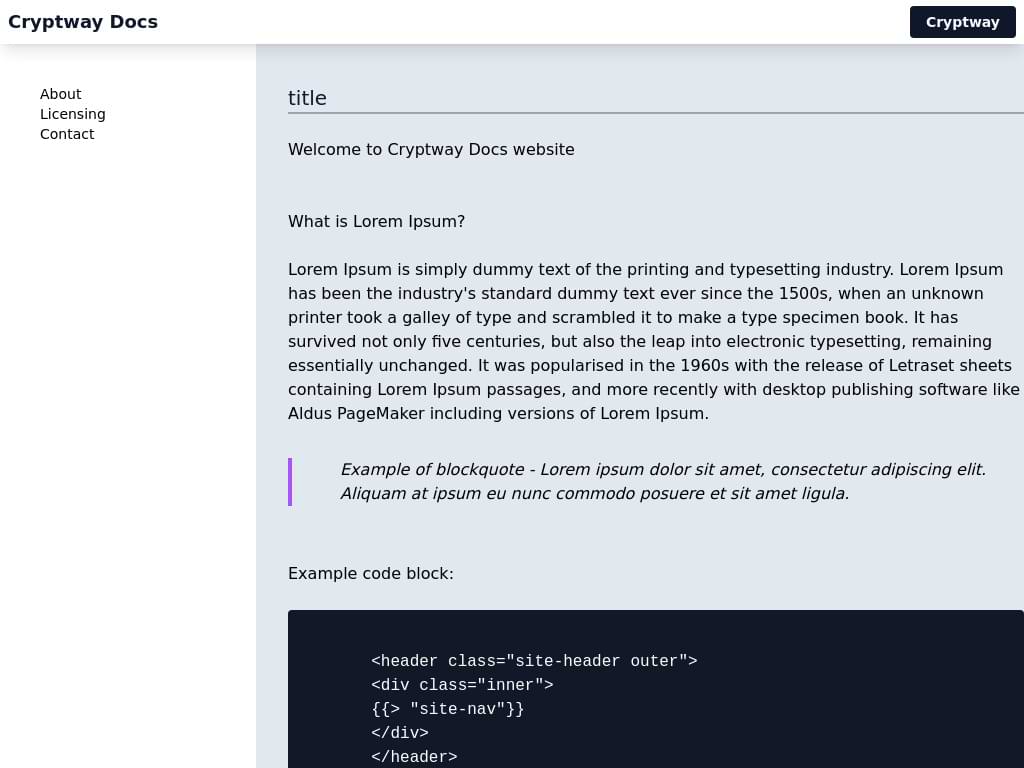 Cryptway Docs
Cryptway
About
Licensing
Contact
title
Welcome to Cryptway Docs website
What is Lorem Ipsum?
Lorem Ipsum is simply dummy text of the printing and typesetting industry. Lorem Ipsum
has been the industry's standard dummy text ever since the 1500s, when an unknown
printer took a galley of type and scrambled it to make a type specimen book. It has
survived not only five centuries, but also the leap into electronic typesetting, remaining
essentially unchanged. It was popularised in the 1960s with the release of Letraset sheets
containing Lorem Ipsum passages, and more recently with desktop publishing software like
Aldus PageMaker including versions of Lorem Ipsum.
Example of blockquote - Lorem ipsum dolor sit amet, consectetur adipiscing elit.
Aliquam at ipsum eu nunc commodo posuere et sit amet ligula.
Example code block:
<header class="site-header outer">
<div class="inner">
{{> "site-nav"}}
</div>
</header>